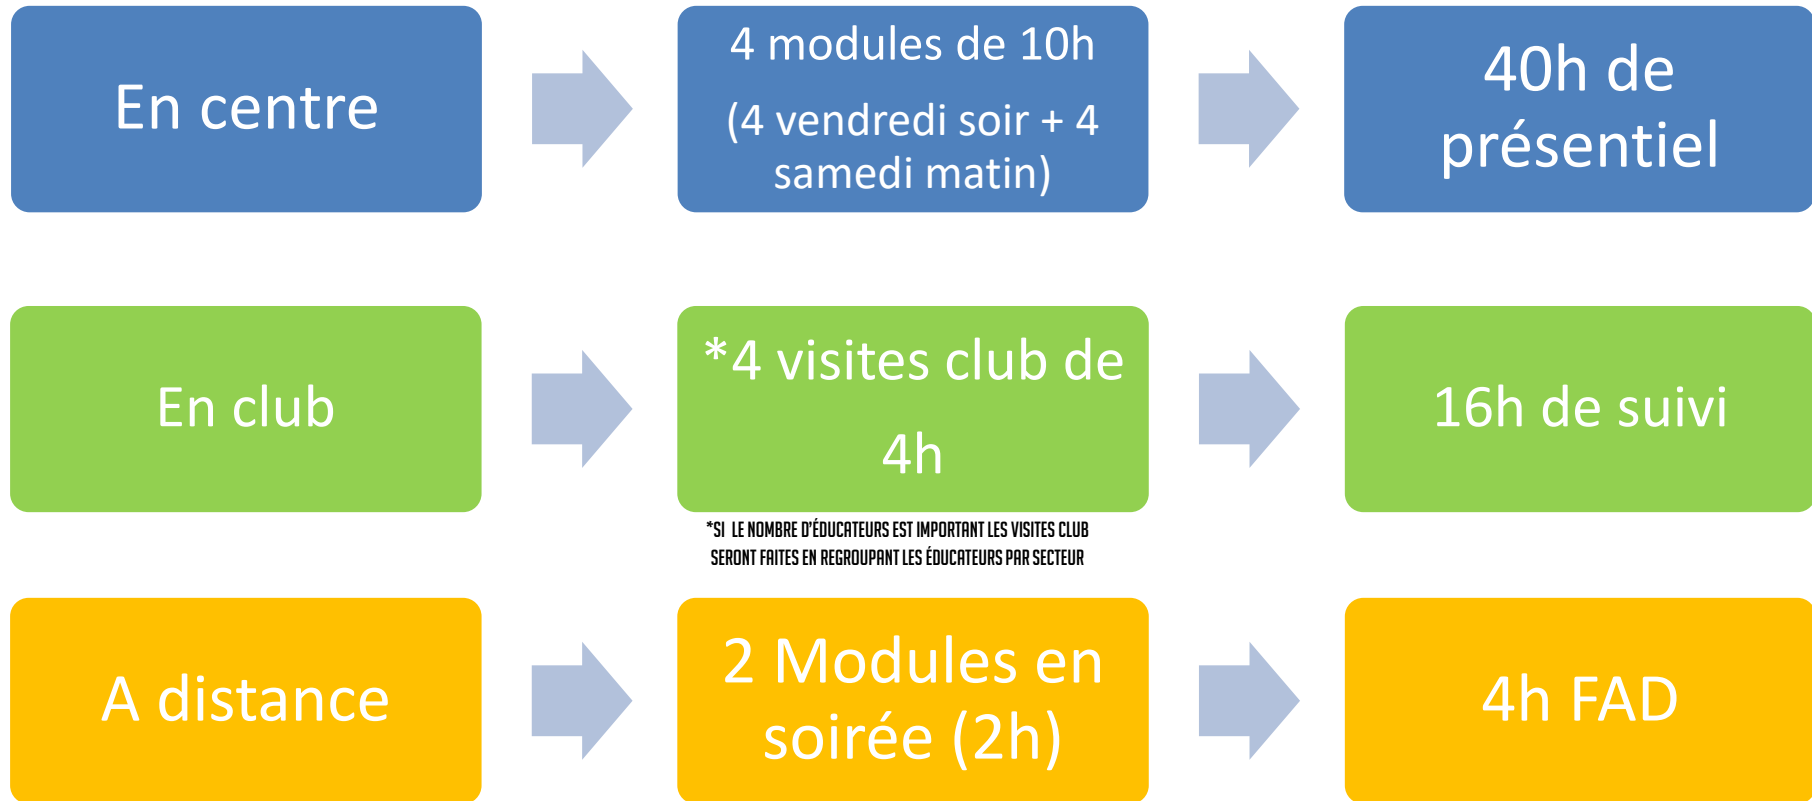 En centre
4 modules de 10h
(4 vendredi soir + 4
samedi matin)
40h de
présentiel
En club
*4 visites club de
4h
16h de suivi
*SI LE NOMBRE D'ÉDUCATEURS EST IMPORTANT LES VISITES CLUB
SERONT FAITES EN REGROUPANT LES ÉDUCATEURS PAR SECTEUR
A distance
2 Modules en
soirée (2h)
4h FAD